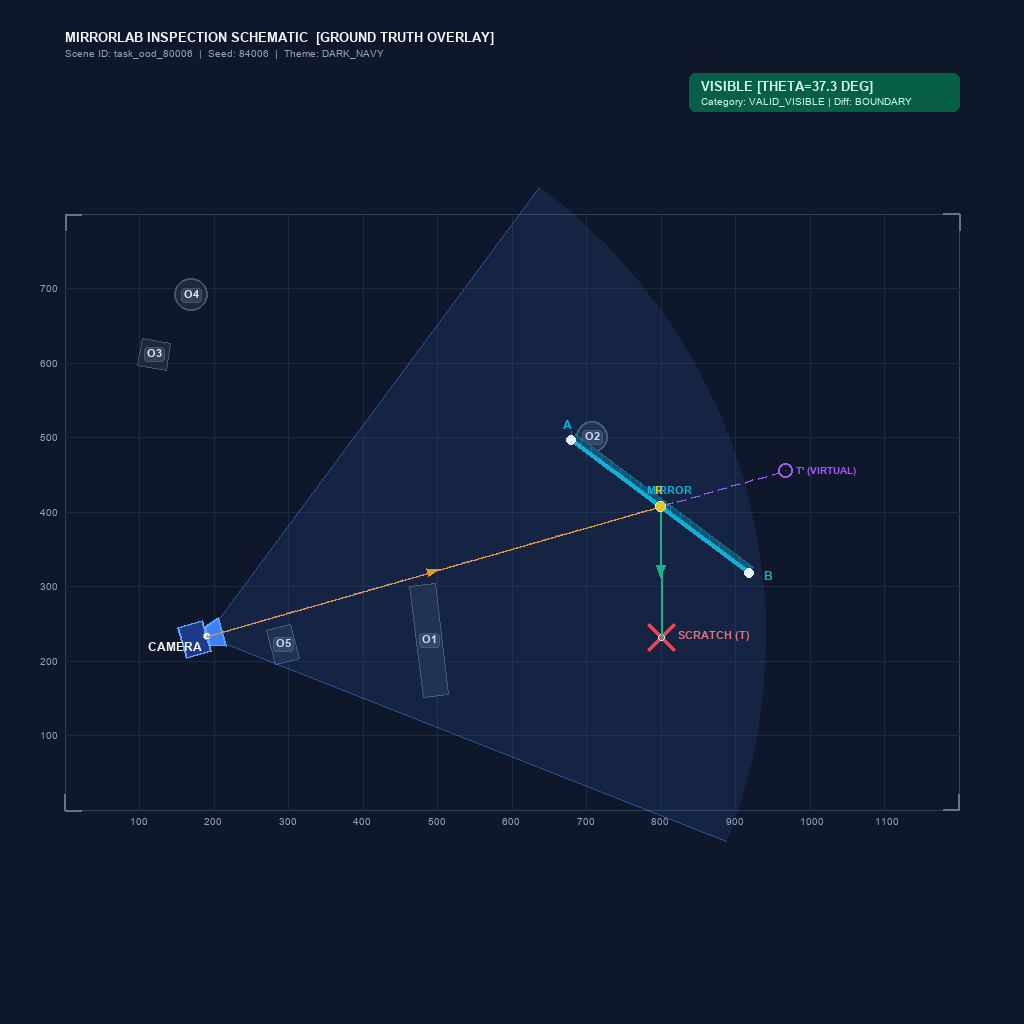 MIRRORLAB INSPECTION SCHEMATIC [GROUND TRUTH OVERLAY]
Scene ID: task_ood_80006 | Seed: 84006 | Theme: DARK_NAVY
VISIBLE [THETA=37.3 DEG]
Category: VALID_VISIBLE | Diff: BOUNDARY
700
O4
O3
600
A
O2
500
T' (VIRTUAL)
R
MIRROR
400
B
300
O5
O1
SCRATCH (T)
CAMERA
200
100
100 200 300 400 500 600 700 800 900 1000 1100